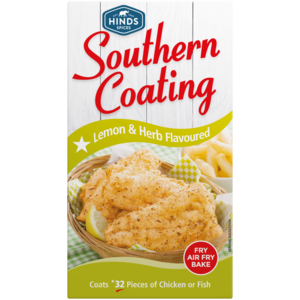 HINDS
SPICES
Southern
Coating
Lemon & Herb Flavoured
FRY
AIR FRY
BAKE
Coats ±32 Pieces of Chicken or Fish